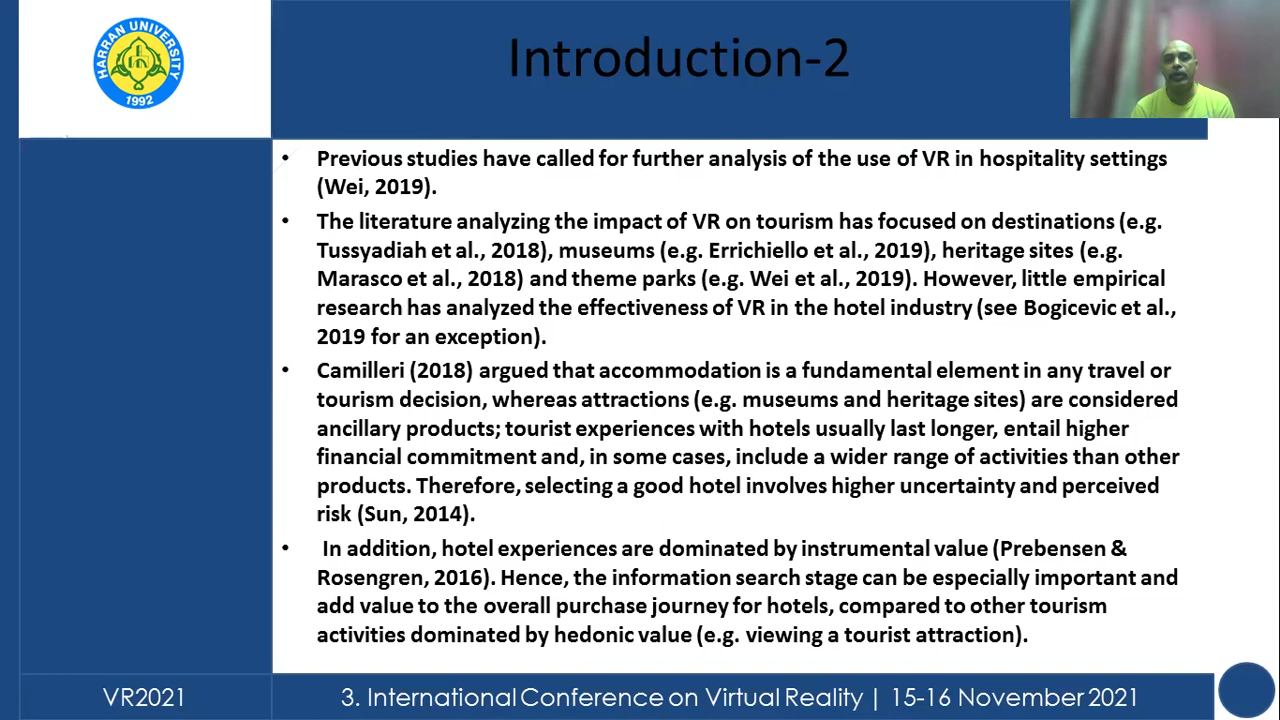 HARRAN UNIVERSITY
1992
Introduction-2
• Previous studies have called for further analysis of the use of VR in hospitality settings
(Wei, 2019).
• The literature analyzing the impact of VR on tourism has focused on destinations (e.g.
Tussyadiah et al., 2018), museums (e.g. Errichiello et al., 2019), heritage sites (e.g.
Marasco et al., 2018) and theme parks (e.g. Wei et al., 2019). However, little empirical
research has analyzed the effectiveness of VR in the hotel industry (see Bogicevic et al.,
2019 for an exception).
• Camilleri (2018) argued that accommodation is a fundamental element in any travel or
tourism decision, whereas attractions (e.g. museums and heritage sites) are considered
ancillary products; tourist experiences with hotels usually last longer, entail higher
financial commitment and, in some cases, include a wider range of activities than other
products. Therefore, selecting a good hotel involves higher uncertainty and perceived
risk (Sun, 2014).
• In addition, hotel experiences are dominated by instrumental value (Prebensen &
Rosengren, 2016). Hence, the information search stage can be especially important and
add value to the overall purchase journey for hotels, compared to other tourism
activities dominated by hedonic value (e.g. viewing a tourist attraction).
VR2021
3. International Conference on Virtual Reality | 15-16 November 2021